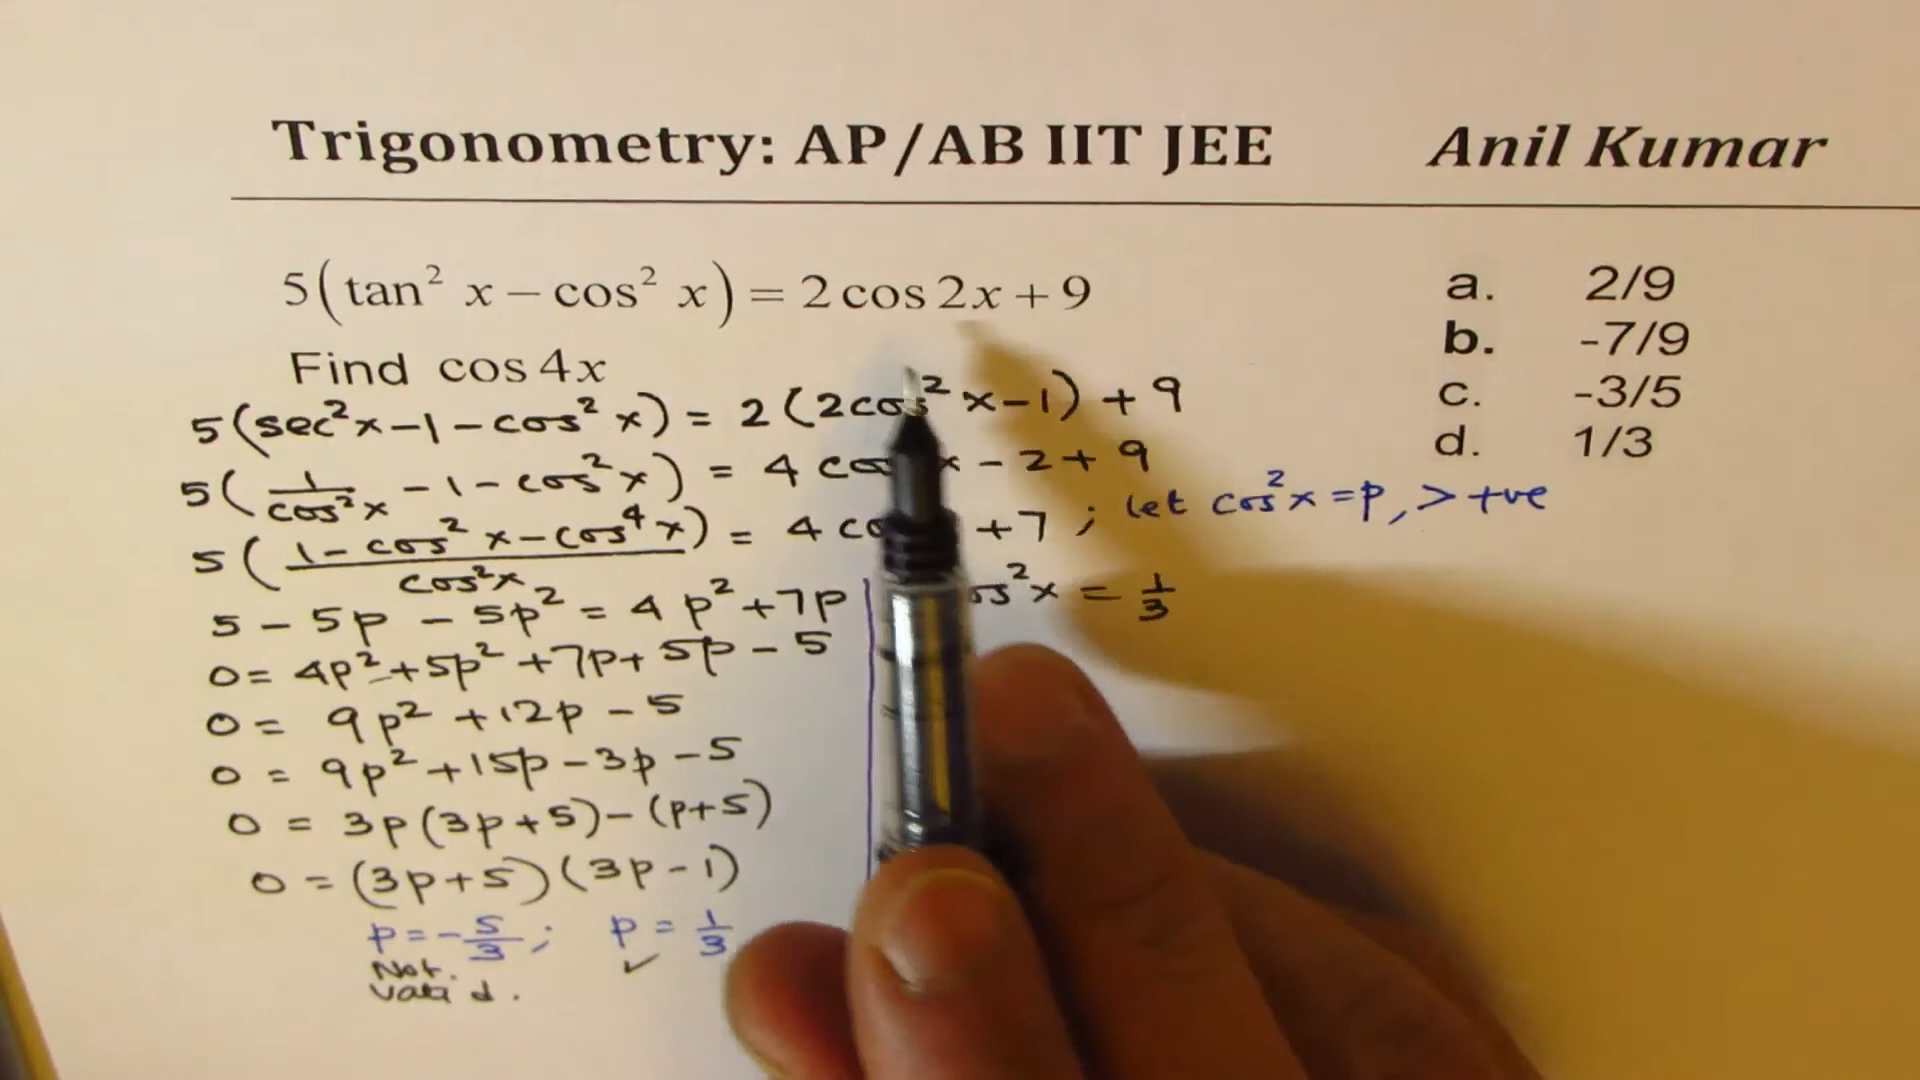 Trigonometry: AP/AB IIT JEE Anil Kumar
5(tan² x − cos² x) = 2 cos 2x + 9
Find cos 4x
a. 2/9
b. -7/9
c. -3/5
d. 1/3
5(sec²x − 1 − cos² x) = 2(2cos² x − 1) + 9
5(1/cos²x − 1 − cos²x) = 4 cos x − 2 + 9
5((1 − cos² x − cos⁴ x)/cos²x) = 4 + 7 ; let cos²x = p, > +ve
5 − 5p − 5p² = 4p² + 7p
0 = 4p² + 5p² + 7p + 5p − 5
0 = 9p² + 12p − 5
0 = 9p² + 15p − 3p − 5
0 = 3p(3p + 5) − (p + 5)
0 = (3p + 5)(3p − 1)
p = −5/3 ; p = 1/3 ✓
Not
valid.
cos²x = 1/3